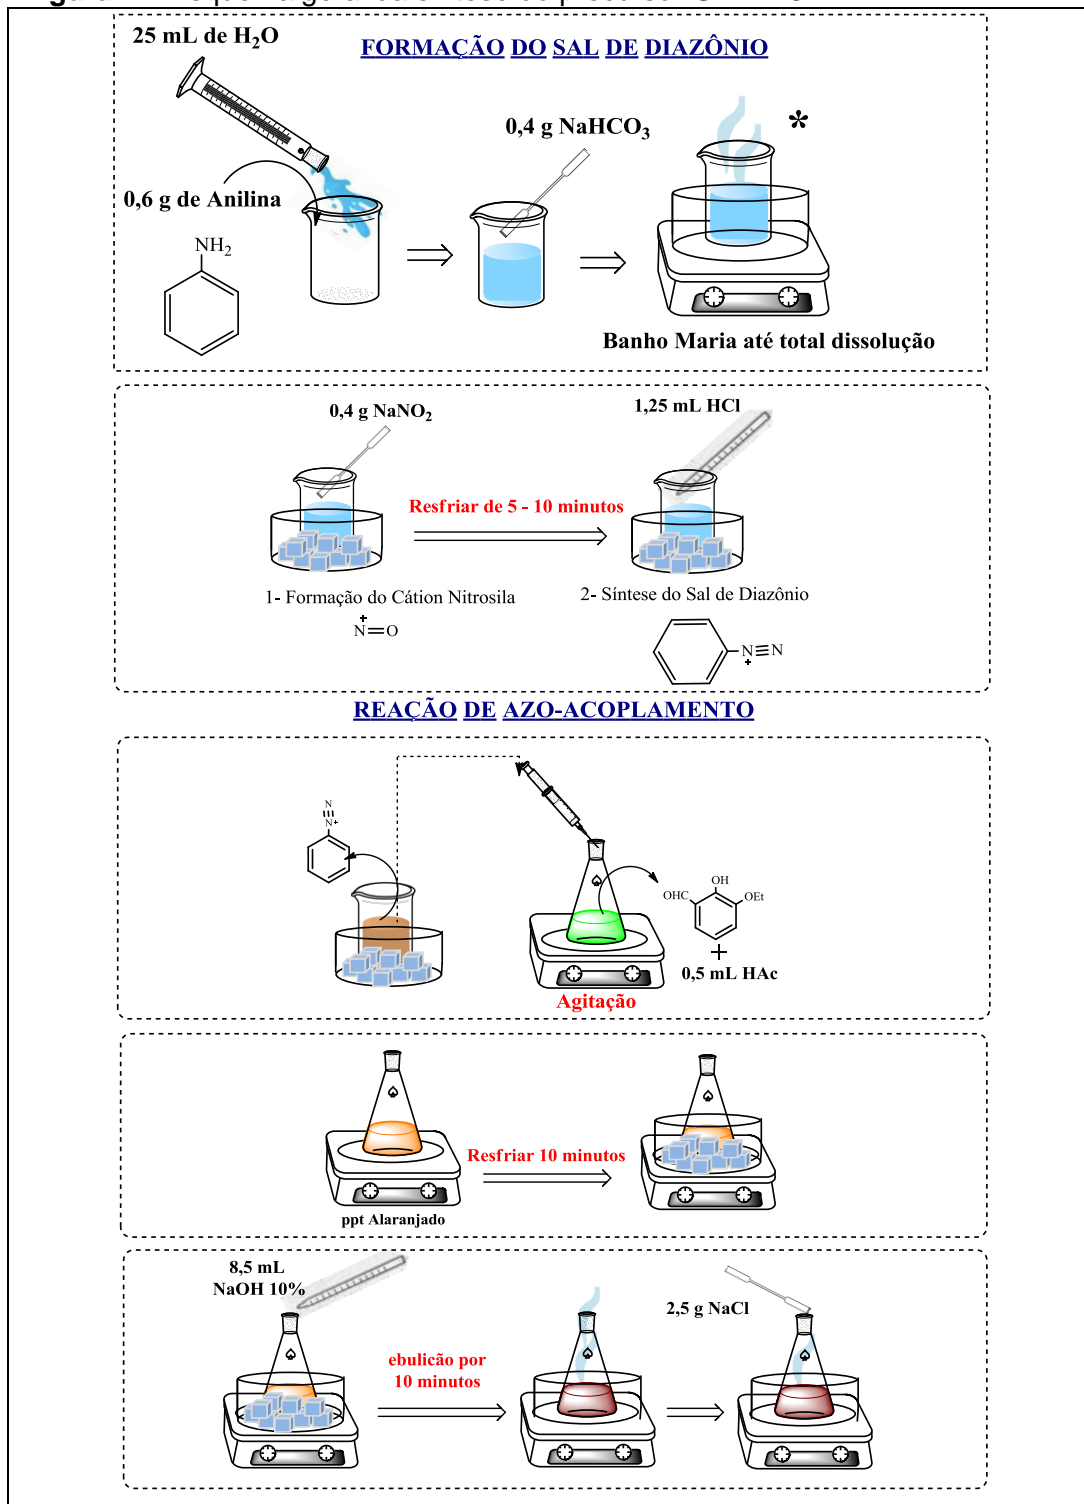 25 mL de H₂O
FORMAÇÃO DO SAL DE DIAZÔNIO
0,4 g NaHCO₃
*
0,6 g de Anilina
NH₂
Banho Maria até total dissolução
0,4 g NaNO₂
1,25 mL HCl
Resfriar de 5 - 10 minutos
1- Formação do Cátion Nitrosila
2- Síntese do Sal de Diazônio
+
N=O
N≡N
+
REAÇÃO DE AZO-ACOPLAMENTO
N
N+
OH
OHC
OEt
+
0,5 mL HAc
Agitação
Resfriar 10 minutos
ppt Alaranjado
8,5 mL
NaOH 10%
2,5 g NaCl
ebulicão por
10 minutos